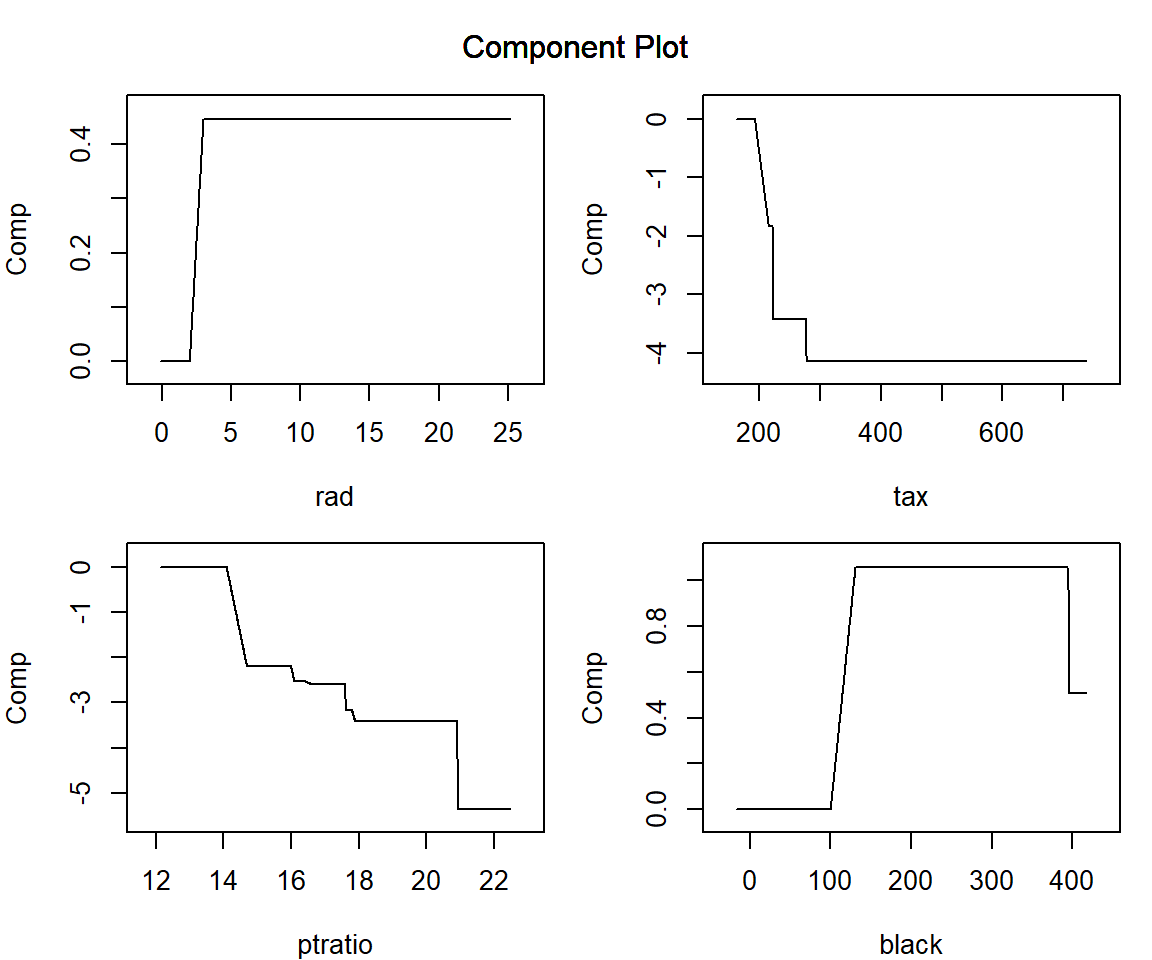 Component Plot
Comp
0.0 0.2 0.4
0 5 10 15 20 25
rad
Comp
-4 -3 -2 -1 0
200 400 600
tax
Comp
-5 -3 -1 0
12 14 16 18 20 22
ptratio
Comp
0.0 0.4 0.8
0 100 200 300 400
black